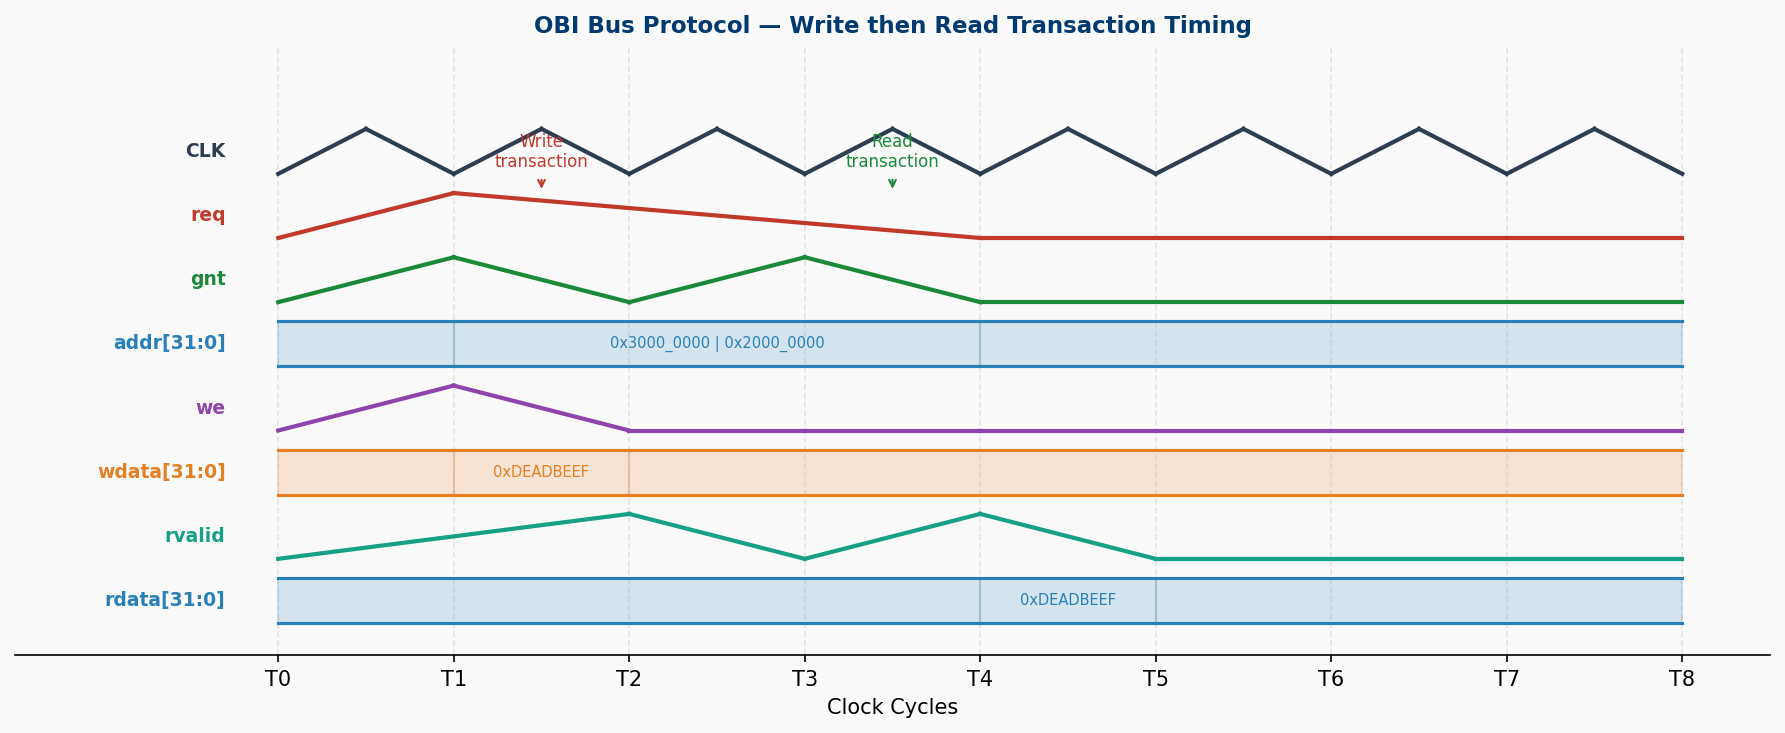 OBI Bus Protocol — Write then Read Transaction Timing
CLK
Write
transaction
Read
transaction
req
gnt
addr[31:0]
0x3000_0000 | 0x2000_0000
we
wdata[31:0]
0xDEADBEEF
rvalid
rdata[31:0]
0xDEADBEEF
T0 T1 T2 T3 T4 T5 T6 T7 T8
Clock Cycles